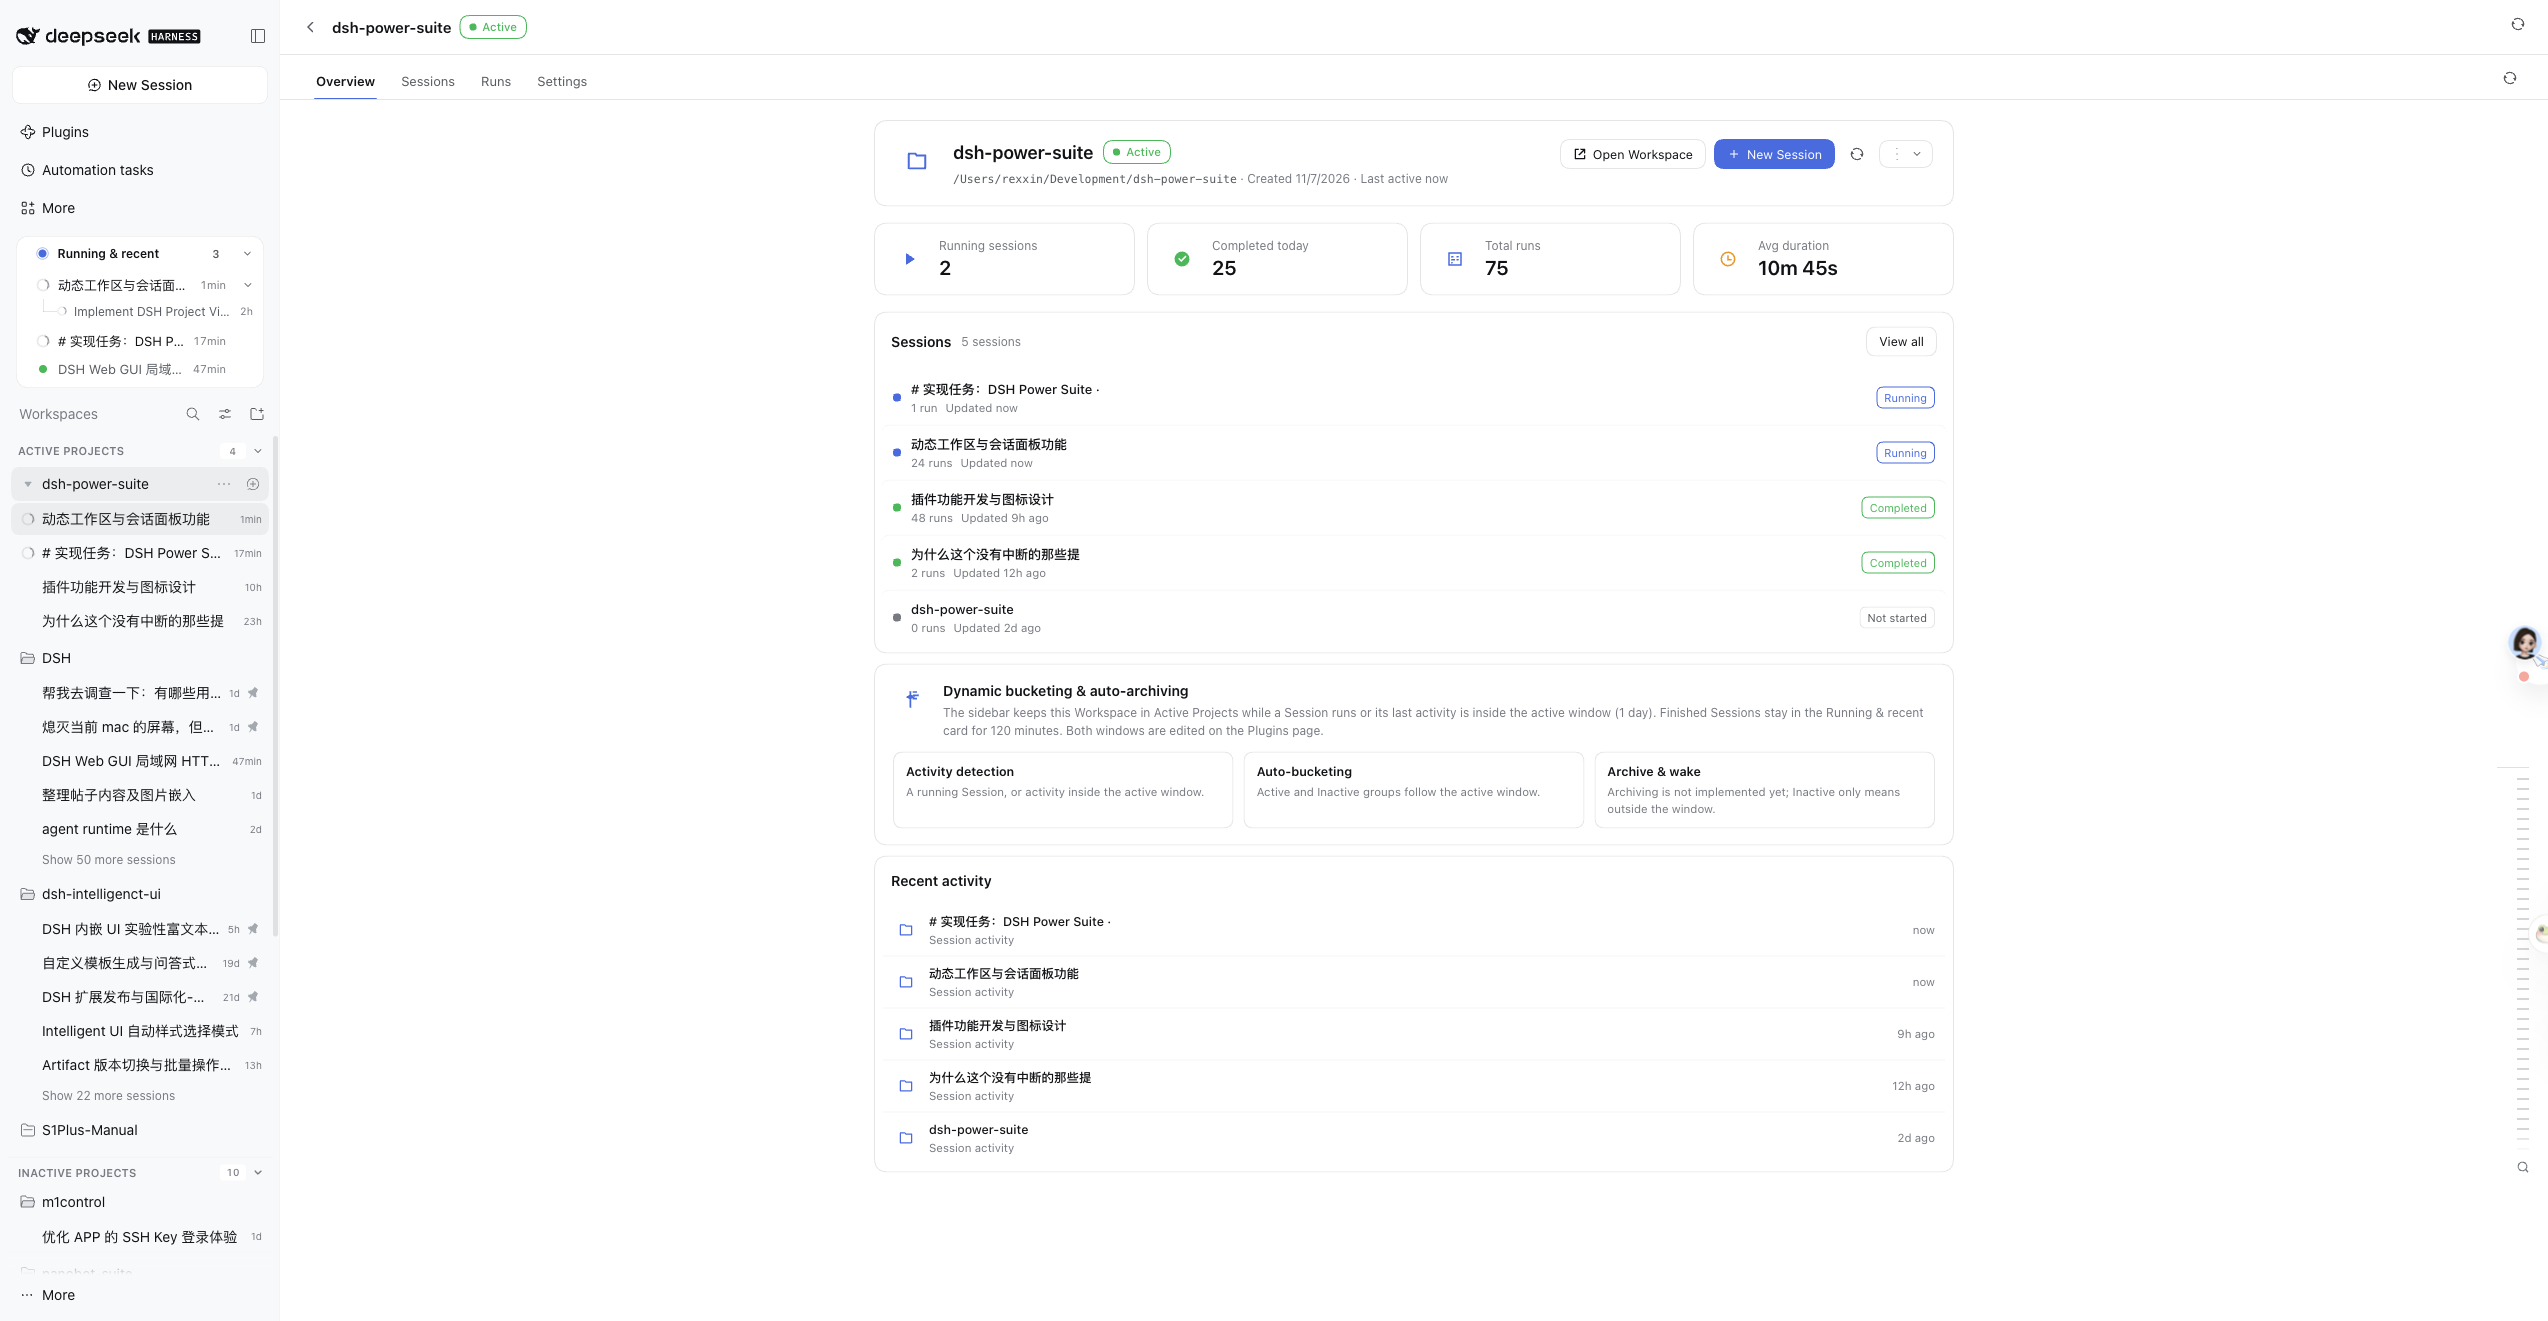 deepseek HARNESS
New Session
Plugins
Automation tasks
More
Running & recent 3
动态工作区与会话面... 1min
Implement DSH Project Vi... 2h
# 实现任务：DSH P... 17min
DSH Web GUI 局域... 47min
Workspaces
ACTIVE PROJECTS 4
dsh-power-suite
动态工作区与会话面板功能 1min
# 实现任务：DSH Power S... 17min
插件功能开发与图标设计 10h
为什么这个没有中断的那些提 23h
DSH
帮我去调查一下：有哪些用... 1d
熄灭当前 mac 的屏幕，但... 1d
DSH Web GUI 局域网 HTT... 47min
整理帖子内容及图片嵌入 1d
agent runtime 是什么 2d
Show 50 more sessions
dsh-intelligenct-ui
DSH 内嵌 UI 实验性富文本... 5h
自定义模板生成与问答式... 19d
DSH 扩展发布与国际化-... 21d
Intelligent UI 自动样式选择模式 7h
Artifact 版本切换与批量操作... 13h
Show 22 more sessions
S1Plus-Manual
INACTIVE PROJECTS 10
m1control
优化 APP 的 SSH Key 登录体验 1d
More
dsh-power-suite Active
Overview Sessions Runs Settings
dsh-power-suite Active
/Users/rexxin/Development/dsh-power-suite · Created 11/7/2026 · Last active now
Open Workspace
New Session
Running sessions
2
Completed today
25
Total runs
75
Avg duration
10m 45s
Sessions 5 sessions
View all
# 实现任务：DSH Power Suite ·
1 run Updated now
Running
动态工作区与会话面板功能
24 runs Updated now
Running
插件功能开发与图标设计
48 runs Updated 9h ago
Completed
为什么这个没有中断的那些提
2 runs Updated 12h ago
Completed
dsh-power-suite
0 runs Updated 2d ago
Not started
Dynamic bucketing & auto-archiving
The sidebar keeps this Workspace in Active Projects while a Session runs or its last activity is inside the active window (1 day). Finished Sessions stay in the Running & recent
card for 120 minutes. Both windows are edited on the Plugins page.
Activity detection
A running Session, or activity inside the active window.
Auto-bucketing
Active and Inactive groups follow the active window.
Archive & wake
Archiving is not implemented yet; Inactive only means
outside the window.
Recent activity
# 实现任务：DSH Power Suite ·
Session activity
now
动态工作区与会话面板功能
Session activity
now
插件功能开发与图标设计
Session activity
9h ago
为什么这个没有中断的那些提
Session activity
12h ago
dsh-power-suite
Session activity
2d ago